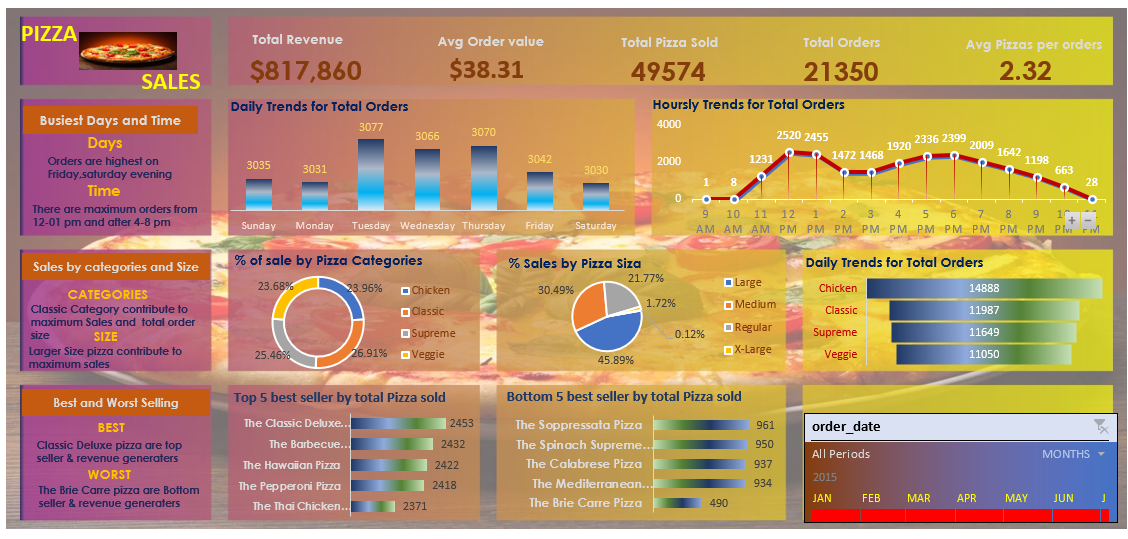 PIZZA
SALES
Total Revenue
$817,860
Avg Order value
$38.31
Total Pizza Sold
49574
Total Orders
21350
Avg Pizzas per orders
2.32
Busiest Days and Time
Days
Orders are highest on
Friday,saturday evening
Time
There are maximum orders from
12-01 pm and after 4-8 pm
Daily Trends for Total Orders
3035
3031
3077
3066
3070
3042
3030
Sunday
Monday
Tuesday
Wednesday
Thursday
Friday
Saturday
Hoursly Trends for Total Orders
4000
2000
0
1
8
1231
2520
2455
1472
1468
1920
2336
2399
2009
1642
1198
663
28
9
10
11
12
1
2
3
4
5
6
7
8
9
AM
AM
AM
PM
PM
PM
PM
PM
PM
PM
PM
PM
PM
PM
PM
Sales by categories and Size
CATEGORIES
Classic Category contribute to
maximum Sales and total order
size
SIZE
Larger Size pizza contribute to
maximum sales
% of sale by Pizza Categories
23.68%
23.96%
25.46%
26.91%
Chicken
Classic
Supreme
Veggie
% Sales by Pizza Siza
21.77%
30.49%
1.72%
0.12%
45.89%
Large
Medium
Regular
X-Large
Daily Trends for Total Orders
Chicken
14888
Classic
11987
Supreme
11649
Veggie
11050
Best and Worst Selling
BEST
Classic Deluxe pizza are top
seller & revenue generaters
WORST
The Brie Carre pizza are Bottom
seller & revenue generaters
Top 5 best seller by total Pizza sold
The Classic Deluxe...
2453
The Barbecue...
2432
The Hawaiian Pizza
2422
The Pepperoni Pizza
2418
The Thai Chicken...
2371
Bottom 5 best seller by total Pizza sold
The Soppressata Pizza
961
The Spinach Supreme...
950
The Calabrese Pizza
937
The Mediterranean...
934
The Brie Carre Pizza
490
order_date
All Periods
MONTHS
2015
JAN
FEB
MAR
APR
MAY
JUN
J